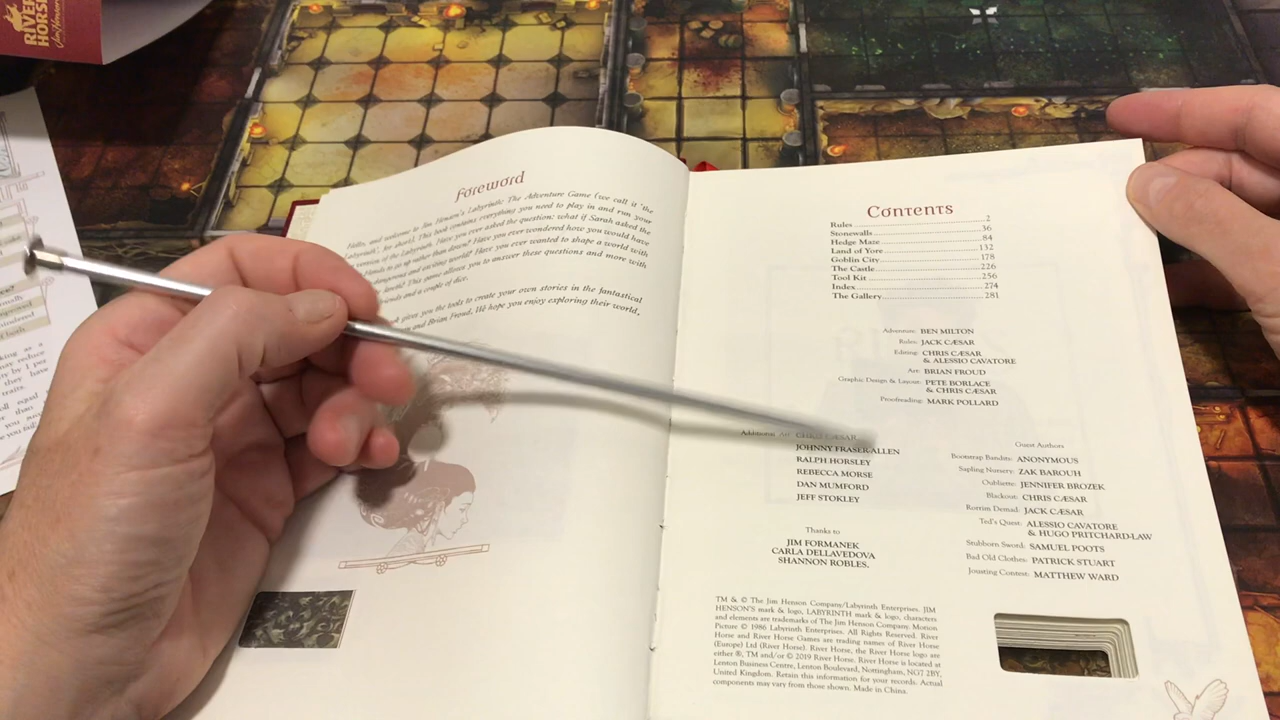 RIVER
HORSE
Jim Henson's
Foreword
Hello, and welcome to Jim Henson's Labyrinth: The Adventure Game (we call it 'the
Labyrinth', for short). This book contains everything you need to play in and run your
version of the Labyrinth. Have you ever asked the question: what if Sarah asked the
Hands to go up rather than down? Have you ever wondered how you would have
dangerous and exciting world? Have you ever wanted to shape a world with
friends and a couple of dice.
levels? This game allows you to answer these questions and more with
gives you the tools to create your own stories in the fantastical
and Brian Froud. We hope you enjoy exploring their world,
Contents
Rules 2
Stonewalls 36
Hedge Maze 84
Land of Yore 132
Goblin City 178
The Castle 226
Tool Kit 256
Index 274
The Gallery 281
Adventure: BEN MILTON
Rules: JACK CÆSAR
Editing: CHRIS CÆSAR
& ALESSIO CAVATORE
Art: BRIAN FROUD
Graphic Design & Layout: PETE BORLACE
& CHRIS CÆSAR
Proofreading: MARK POLLARD
Additional Art: CHRIS CÆSAR
JOHNNY FRASER-ALLEN
RALPH HORSLEY
REBECCA MORSE
DAN MUMFORD
JEFF STOKLEY
Guest Authors
Bootstrap Bandits: ANONYMOUS
Sapling Nursery: ZAK BAROUH
Oubliette: JENNIFER BROZEK
Blackout: CHRIS CÆSAR
Rorrim Demad: JACK CÆSAR
Ted's Quest: ALESSIO CAVATORE
& HUGO PRITCHARD-LAW
Stubborn Sword: SAMUEL POOTS
Bad Old Clothes: PATRICK STUART
Jousting Contest: MATTHEW WARD
Thanks to
JIM FORMANEK
CARLA DELLAVEDOVA
SHANNON ROBLES.
TM & © The Jim Henson Company/Labyrinth Enterprises. JIM
HENSON'S mark & logo, LABYRINTH mark & logo, characters
and elements are trademarks of The Jim Henson Company. Motion
Picture © 1986 Labyrinth Enterprises. All Rights Reserved. River
Horse and River Horse Games are trading names of River Horse
(Europe) Ltd (River Horse). River Horse, the River Horse logo are
either ®, TM and/or © 2019 River Horse. River Horse is located at
Lenton Business Centre, Lenton Boulevard, Nottingham, NG7 2BY,
United Kingdom. Retain this information for your records. Actual
components may vary from those shown. Made in China.